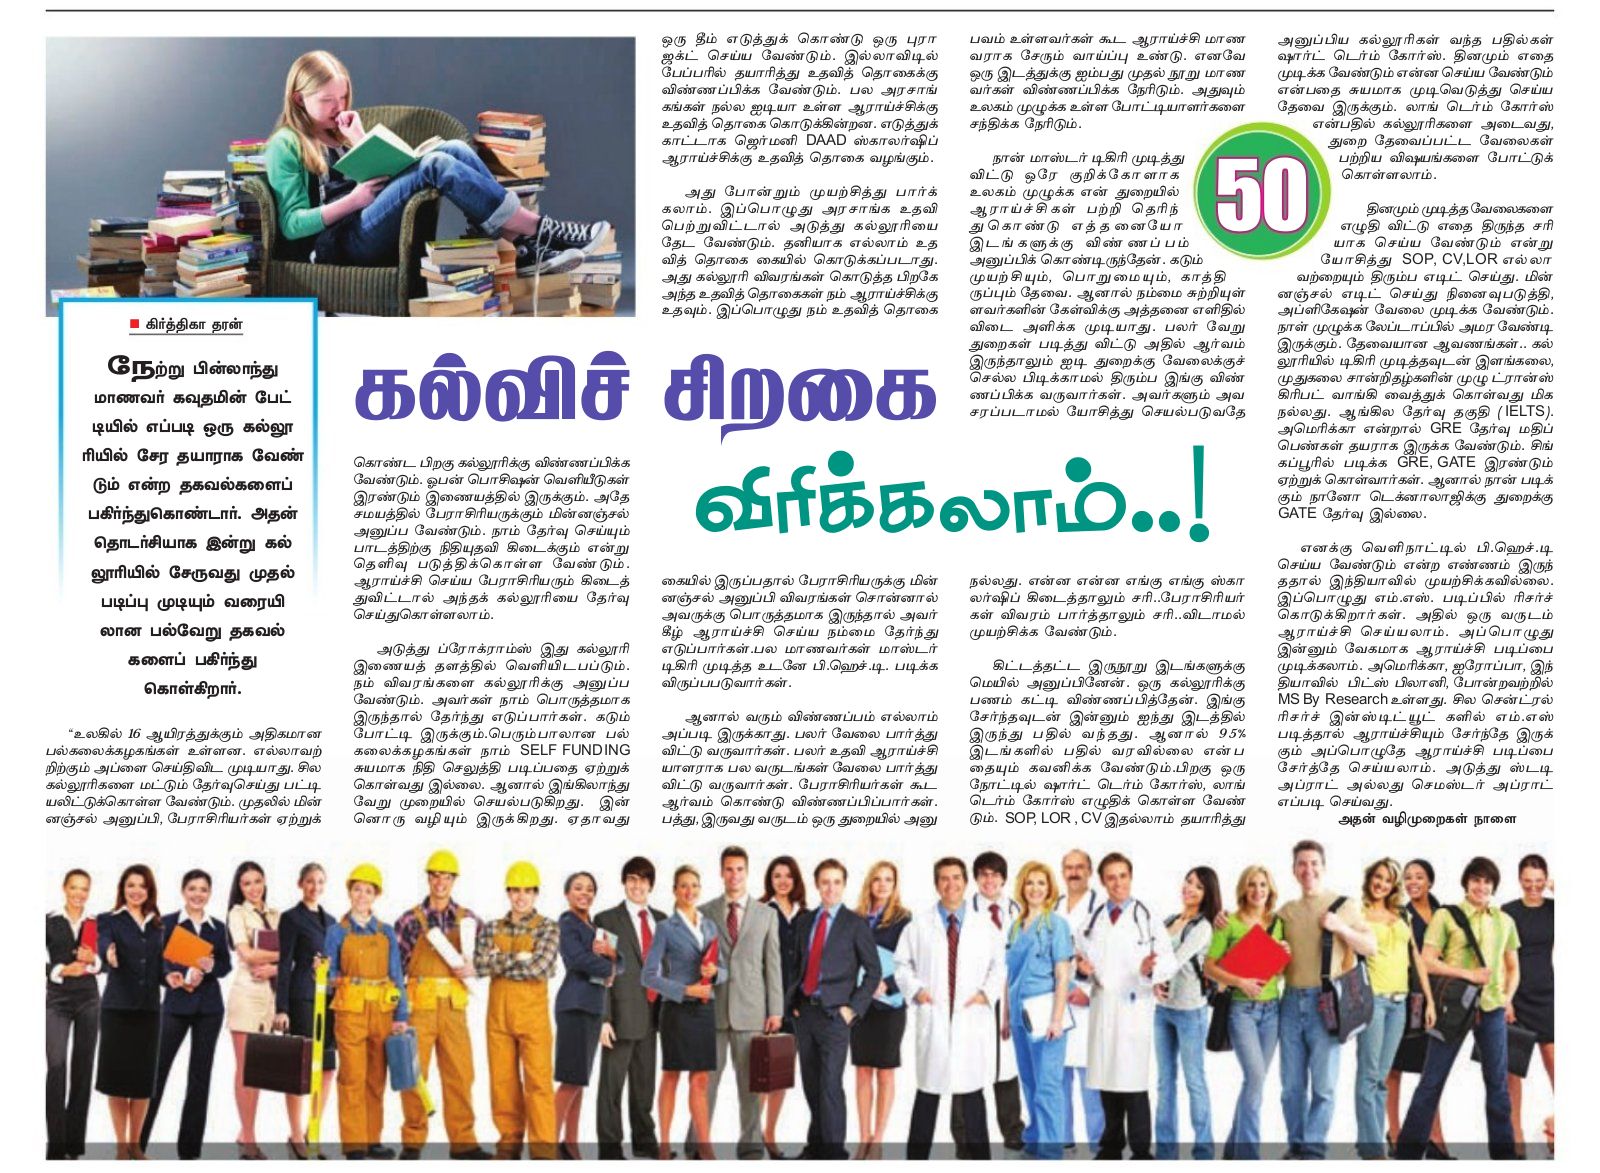 ■ கிர்த்திகா தரன்
நேற்று பின்லாந்து
மாணவர் கவுதமின் பேட்
டியில் எப்படி ஒரு கல்லூ
ரியில் சேர தயாராக வேண்
டும் என்ற தகவல்களைப்
பகிர்ந்துகொண்டார். அதன்
தொடர்சியாக இன்று கல்
லூரியில் சேருவது முதல்
படிப்பு முடியும் வரையி
லான பல்வேறு தகவல்
களைப் பகிர்ந்து
கொள்கிறார்.
கல்விச் சிறகை
விரிக்கலாம்..!
50
"உலகில் 16 ஆயிரத்துக்கும் அதிகமான
பல்கலைக்கழகங்கள் உள்ளன. எல்லாவற்
றிற்கும் அப்ளை செய்திவிட முடியாது. சில
கல்லூரிகளை மட்டும் தேர்வுசெய்து பட்டி
யலிட்டுக்கொள்ள வேண்டும். முதலில் மின்
னஞ்சல் அனுப்பி, பேராசிரியர்கள் ஏற்றுக்
கொண்ட பிறகு கல்லூரிக்கு விண்ணப்பிக்க
வேண்டும். ஓபன் பொசிஷன் வெளியீடுகள்
இரண்டும் இணையத்தில் இருக்கும். அதே
சமயத்தில் பேராசிரியருக்கும் மின்னஞ்சல்
அனுப்ப வேண்டும். நாம் தேர்வு செய்யும்
பாடத்திற்கு நிதியுதவி கிடைக்கும் என்று
தெளிவு படுத்திக்கொள்ள வேண்டும்.
ஆராய்ச்சி செய்ய பேராசிரியரும் கிடைத்
துவிட்டால் அந்தக் கல்லூரியை தேர்வு
செய்துகொள்ளலாம்.
அடுத்து ப்ரோக்ராம்ஸ் இது கல்லூரி
இணையத் தளத்தில் வெளியிடபப்டும்.
நம் விவரங்களை கல்லூரிக்கு அனுப்ப
வேண்டும். அவர்கள் நாம் பொருத்தமாக
இருந்தால் தேர்ந்து எடுப்பார்கள். கடும்
போட்டி இருக்கும்.பெரும்பாலான பல்
கலைக்கழகங்கள் நாம் SELF FUNDING
சுயமாக நிதி செலுத்தி படிப்பதை ஏற்றுக்
கொள்வது இல்லை. ஆனால் இங்கிலாந்து
வேறு முறையில் செயல்படுகிறது. இன்
னொரு வழியும் இருக்கிறது. ஏதாவது
ஒரு தீம் எடுத்துக் கொண்டு ஒரு புரா
ஜக்ட் செய்ய வேண்டும். இல்லாவிடில்
பேப்பரில் தயாரித்து உதவித் தொகைக்கு
விண்ணப்பிக்க வேண்டும். பல அரசாங்
கங்கள் நல்ல ஐடியா உள்ள ஆராய்ச்சிக்கு
உதவித் தொகை கொடுக்கின்றன. எடுத்துக்
காட்டாக ஜெர்மனி DAAD ஸ்காலர்ஷிப்
ஆராய்ச்சிக்கு உதவித் தொகை வழங்கும்.
அது போன்றும் முயற்சித்து பார்க்
கலாம். இப்பொழுது அரசாங்க உதவி
பெற்றுவிட்டால் அடுத்து கல்லூரியை
தேட வேண்டும். தனியாக எல்லாம் உத
வித் தொகை கையில் கொடுக்கப்படாது.
அது கல்லூரி விவரங்கள் கொடுத்த பிறகே
அந்த உதவித் தொகைகள் நம் ஆராய்ச்சிக்கு
உதவும். இப்பொழுது நம் உதவித் தொகை
கையில் இருப்பதால் பேராசிரியருக்கு மின்
னஞ்சல் அனுப்பி விவரங்கள் சொன்னால்
அவருக்கு பொருத்தமாக இருந்தால் அவர்
கீழ் ஆராய்ச்சி செய்ய நம்மை தேர்ந்து
எடுப்பார்கள்.பல மாணவர்கள் மாஸ்டர்
டிகிரி முடித்த உடனே பி.ஹெச்.டி. படிக்க
விருப்பபடுவார்கள்.
ஆனால் வரும் விண்ணப்பம் எல்லாம்
அப்படி இருக்காது. பலர் வேலை பார்த்து
விட்டு வருவார்கள். பலர் உதவி ஆராய்ச்சி
யாளராக பல வருடங்கள் வேலை பார்த்து
விட்டு வருவார்கள். பேராசிரியர்கள் கூட
ஆர்வம் கொண்டு விண்ணப்பிப்பார்கள்.
பத்து, இருவது வருடம் ஒரு துறையில் அனு
பவம் உள்ளவர்கள் கூட ஆராய்ச்சி மாண
வராக சேரும் வாய்ப்பு உண்டு. எனவே
ஒரு இடத்துக்கு ஐம்பது முதல் நூறு மாண
வர்கள் விண்ணப்பிக்க நேரிடும். அதுவும்
உலகம் முழுக்க உள்ள போட்டியாளர்களை
சந்திக்க நேரிடும்.
நான் மாஸ்டர் டிகிரி முடித்து
விட்டு ஒரே குறிக்கோளாக
உலகம் முழுக்க என் துறையில்
ஆராய்ச்சிகள் பற்றி தெரிந்
துகொண்டு எத்தனையோ
இடங்களுக்கு விண்ணப்பம்
அனுப்பிக் கொண்டிருந்தேன். கடும்
முயற்சியும், பொறுமையும், காத்தி
ருப்பும் தேவை. ஆனால் நம்மை சுற்றியுள்
ளவர்களின் கேள்விக்கு அத்தனை எளிதில்
விடை அளிக்க முடியாது. பலர் வேறு
துறைகள் படித்து விட்டு அதில் ஆர்வம்
இருந்தாலும் ஐடி துறைக்கு வேலைக்குச்
செல்ல பிடிக்காமல் திரும்ப இங்கு விண்
ணப்பிக்க வருவார்கள். அவர்களும் அவ
சரப்படாமல் யோசித்து செயல்படுவதே
நல்லது. என்ன என்ன எங்கு எங்கு ஸ்கா
லர்ஷிப் கிடைத்தாலும் சரி..பேராசிரியர்
கள் விவரம் பார்த்தாலும் சரி..விடாமல்
முயற்சிக்க வேண்டும்.
கிட்டத்தட்ட இருநூறு இடங்களுக்கு
மெயில் அனுப்பினேன். ஒரு கல்லூரிக்கு
பணம் கட்டி விண்ணப்பித்தேன். இங்கு
சேர்ந்தவுடன் இன்னும் ஐந்து இடத்தில்
இருந்து பதில் வந்தது. ஆனால் 95%
இடங்களில் பதில் வரவில்லை என்ப
தையும் கவனிக்க வேண்டும்.பிறகு ஒரு
நோட்டில் ஷார்ட் டெர்ம் கோர்ஸ், லாங்
டெர்ம் கோர்ஸ் எழுதிக் கொள்ள வேண்
டும். SOP, LOR , CV இதல்லாம் தயாரித்து
அனுப்பிய கல்லூரிகள் வந்த பதில்கள்
ஷார்ட் டெர்ம் கோர்ஸ். தினமும் எதை
முடிக்க வேண்டும் என்ன செய்ய வேண்டும்
என்பதை சுயமாக முடிவெடுத்து செய்ய
தேவை இருக்கும். லாங் டெர்ம் கோர்ஸ்
என்பதில் கல்லூரிகளை அடைவது,
துறை தேவைப்பட்ட வேலைகள்
பற்றிய விஷயங்களை போட்டுக்
கொள்ளலாம்.
தினமும் முடித்த வேலைகளை
எழுதி விட்டு எதை திருந்த சரி
யாக செய்ய வேண்டும் என்று
யோசித்து SOP, CV,LOR எல்லா
வற்றையும் திரும்ப எடிட் செய்து. மின்
னஞ்சல் எடிட் செய்து நினைவுபடுத்தி,
அப்ளிகேஷன் வேலை முடிக்க வேண்டும்.
நாள் முழுக்க லேப்டாப்பில் அமர வேண்டி
இருக்கும். தேவையான ஆவணங்கள்.. கல்
லூரியில் டிகிரி முடித்தவுடன் இளங்கலை,
முதுகலை சான்றிதழ்களின் முழு ட்ரான்ஸ்
கிரிபட் வாங்கி வைத்துக் கொள்வது மிக
நல்லது. ஆங்கில தேர்வு தகுதி ( IELTS).
அமெரிக்கா என்றால் GRE தேர்வு மதிப்
பெண்கள் தயராக இருக்க வேண்டும். சிங்
கப்பூரில் படிக்க GRE, GATE இரண்டும்
ஏற்றுக் கொள்வார்கள். ஆனால் நான் படிக்
கும் நானோ டெக்னாலாஜிக்கு துறைக்கு
GATE தேர்வு இல்லை.
எனக்கு வெளிநாட்டில் பி.ஹெச்.டி
செய்ய வேண்டும் என்ற எண்ணம் இருந்
ததால் இந்தியாவில் முயற்சிக்கவில்லை.
இப்பொழுது எம்.எஸ். படிப்பில் ரிசர்ச்
கொடுக்கிறார்கள். அதில் ஒரு வருடம்
ஆராய்ச்சி செய்யலாம். அப்பொழுது
இன்னும் வேகமாக ஆராய்ச்சி படிப்பை
முடிக்கலாம். அமெரிக்கா, ஐரோப்பா, இந்
தியாவில் பிட்ஸ் பிலானி, போன்றவற்றில்
MS By Research உள்ளது. சில சென்ட்ரல்
ரிசர்ச் இன்ஸ்டிட்யூட் களில் எம்.எஸ்
படித்தால் ஆராய்ச்சியும் சேர்ந்தே இருக்
கும் அப்பொழுதே ஆராய்ச்சி படிப்பை
சேர்த்தே செய்யலாம். அடுத்து ஸ்டடி
அப்ராட் அல்லது செமஸ்டர் அப்ராட்
எப்படி செய்வது.
அதன் வழிமுறைகள் நாளை